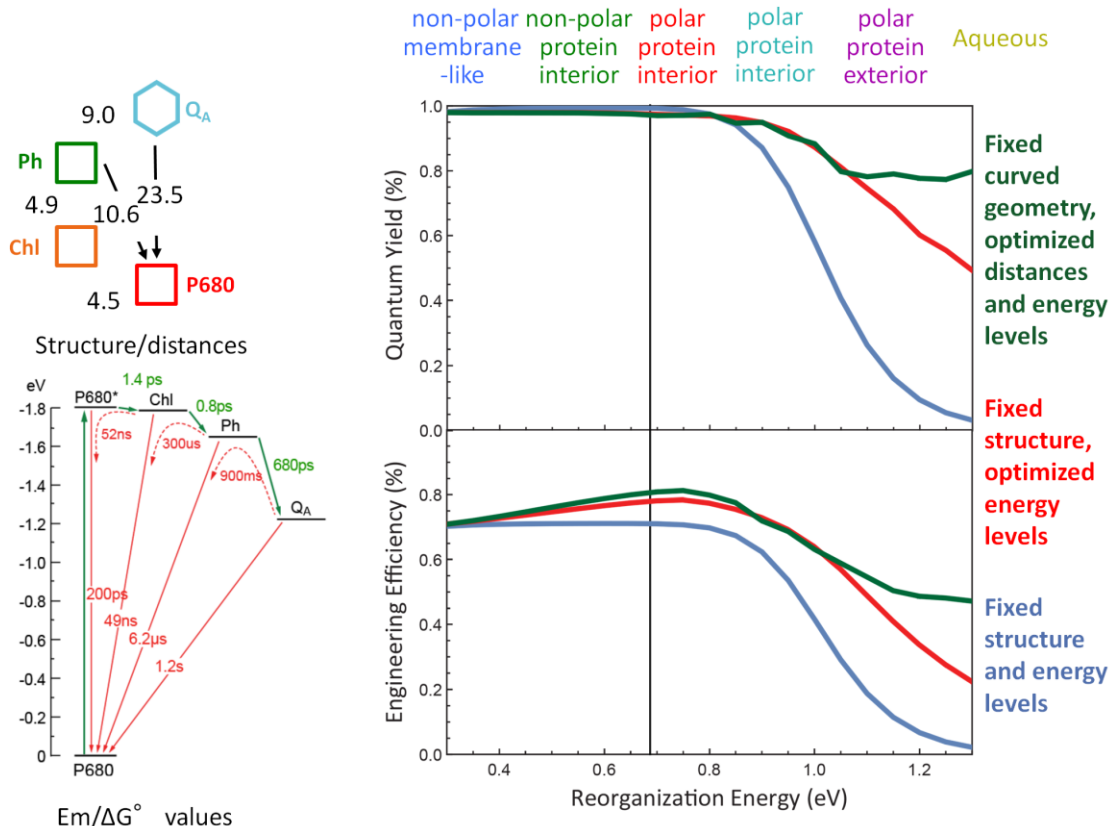 non-polar
membrane
-like
non-polar
protein
interior
polar
protein
interior
polar
protein
interior
polar
protein
exterior
Aqueous
9.0
QA
Ph
4.9
10.6
23.5
Chl
4.5
P680
Structure/distances
eV
P680*
1.4 ps
Chl
0.8ps
Ph
52ns
300us
900ms
680ps
QA
200ps
49ns
6.2µs
1.2s
P680
-1.8
-1.6
-1.4
-1.2
-1.0
-0.8
-0.6
-0.4
-0.2
0
Em/ΔG° values
Quantum Yield (%)
1.0
0.8
0.6
0.4
0.2
0.0
Engineering Efficiency (%)
0.8
0.6
0.4
0.2
0.0
0.4
0.6
0.8
1.0
1.2
Reorganization Energy (eV)
Fixed
curved
geometry,
optimized
distances
and energy
levels
Fixed
structure,
optimized
energy
levels
Fixed
structure
and energy
levels